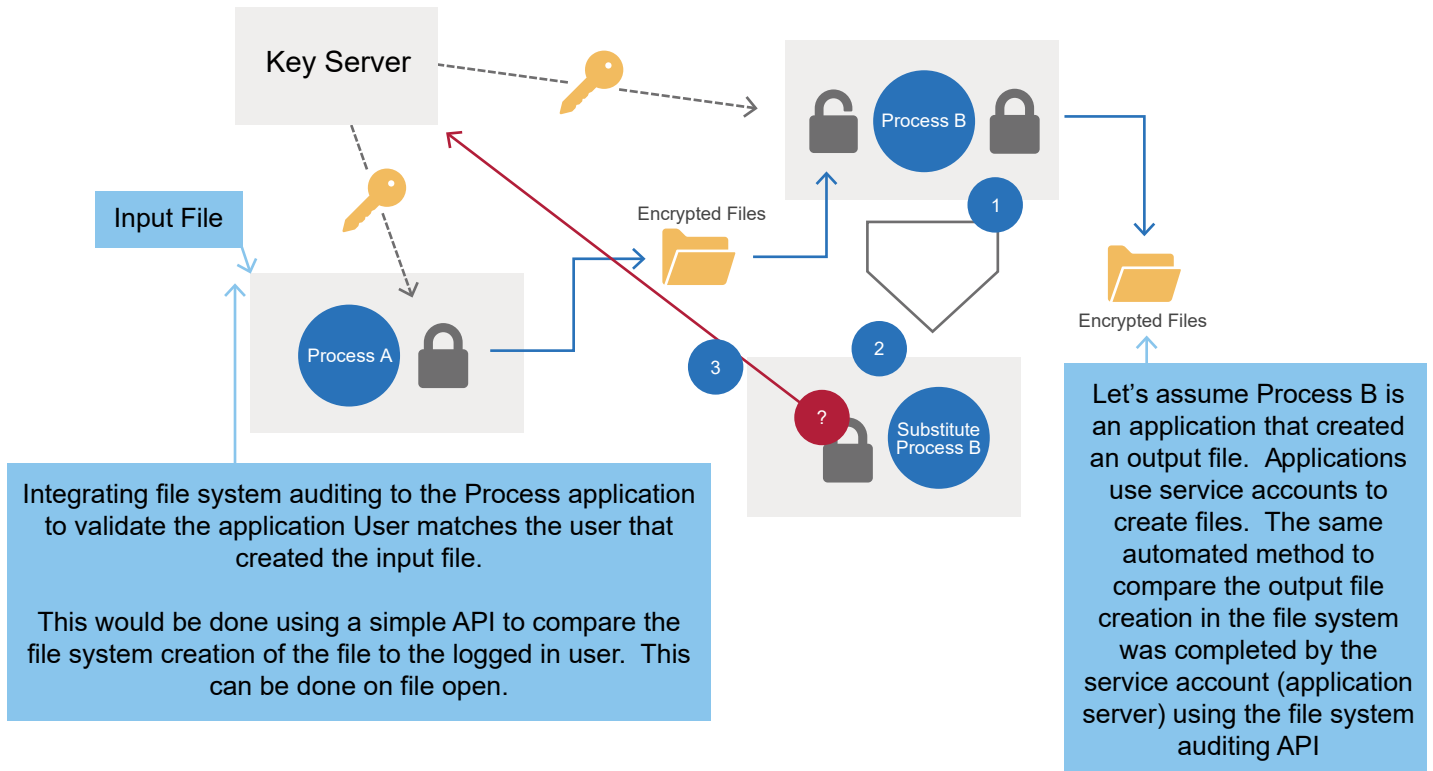 Key Server
Process B
Input File
Encrypted Files
1
Process A
Encrypted Files
2
3
?
Substitute
Process B
Integrating file system auditing to the Process application
to validate the application User matches the user that
created the input file.
This would be done using a simple API to compare the
file system creation of the file to the logged in user.  This
can be done on file open.
Let’s assume Process B is
an application that created
an output file.  Applications
use service accounts to
create files.  The same
automated method to
compare the output file
creation in the file system
was completed by the
service account (application
server) using the file system
auditing API